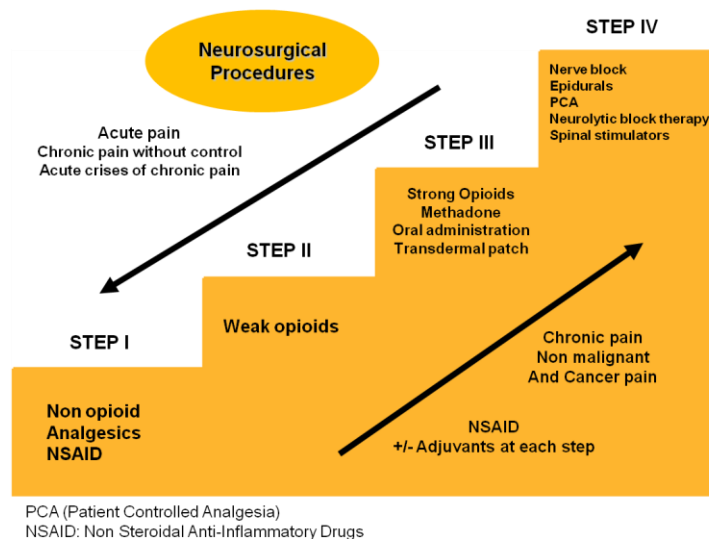 STEP IV
Neurosurgical
Procedures
Nerve block
Epidurals
PCA
Neurolytic block therapy
Spinal stimulators
Acute pain
Chronic pain without control
Acute crises of chronic pain
STEP III
Strong Opioids
Methadone
Oral administration
Transdermal patch
STEP II
Weak opioids
STEP I
Non opioid
Analgesics
NSAID
Chronic pain
Non malignant
And Cancer pain
NSAID
+/- Adjuvants at each step
PCA (Patient Controlled Analgesia)
NSAID: Non Steroidal Anti-Inflammatory Drugs